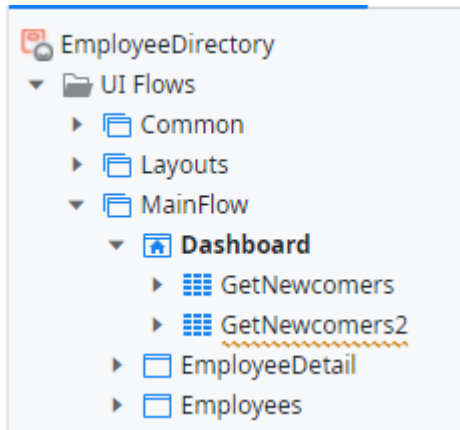 EmployeeDirectory
UI Flows
Common
Layouts
MainFlow
Dashboard
GetNewcomers
GetNewcomers2
EmployeeDetail
Employees